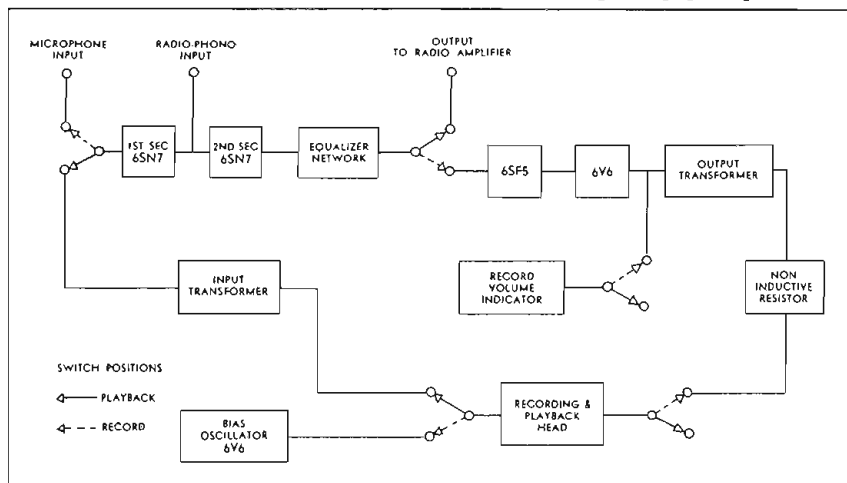 MICROPHONE
INPUT
RADIO-PHONO
INPUT
OUTPUT
TO RADIO AMPLIFIER
1ST SEC
6SN7
2ND SEC
6SN7
EQUALIZER
NETWORK
6SF5
6V6
OUTPUT
TRANSFORMER
INPUT
TRANSFORMER
RECORD
VOLUME
INDICATOR
NON
INDUCTIVE
RESISTOR
SWITCH POSITIONS
PLAYBACK
RECORD
BIAS
OSCILLATOR
6V6
RECORDING &
PLAYBACK
HEAD